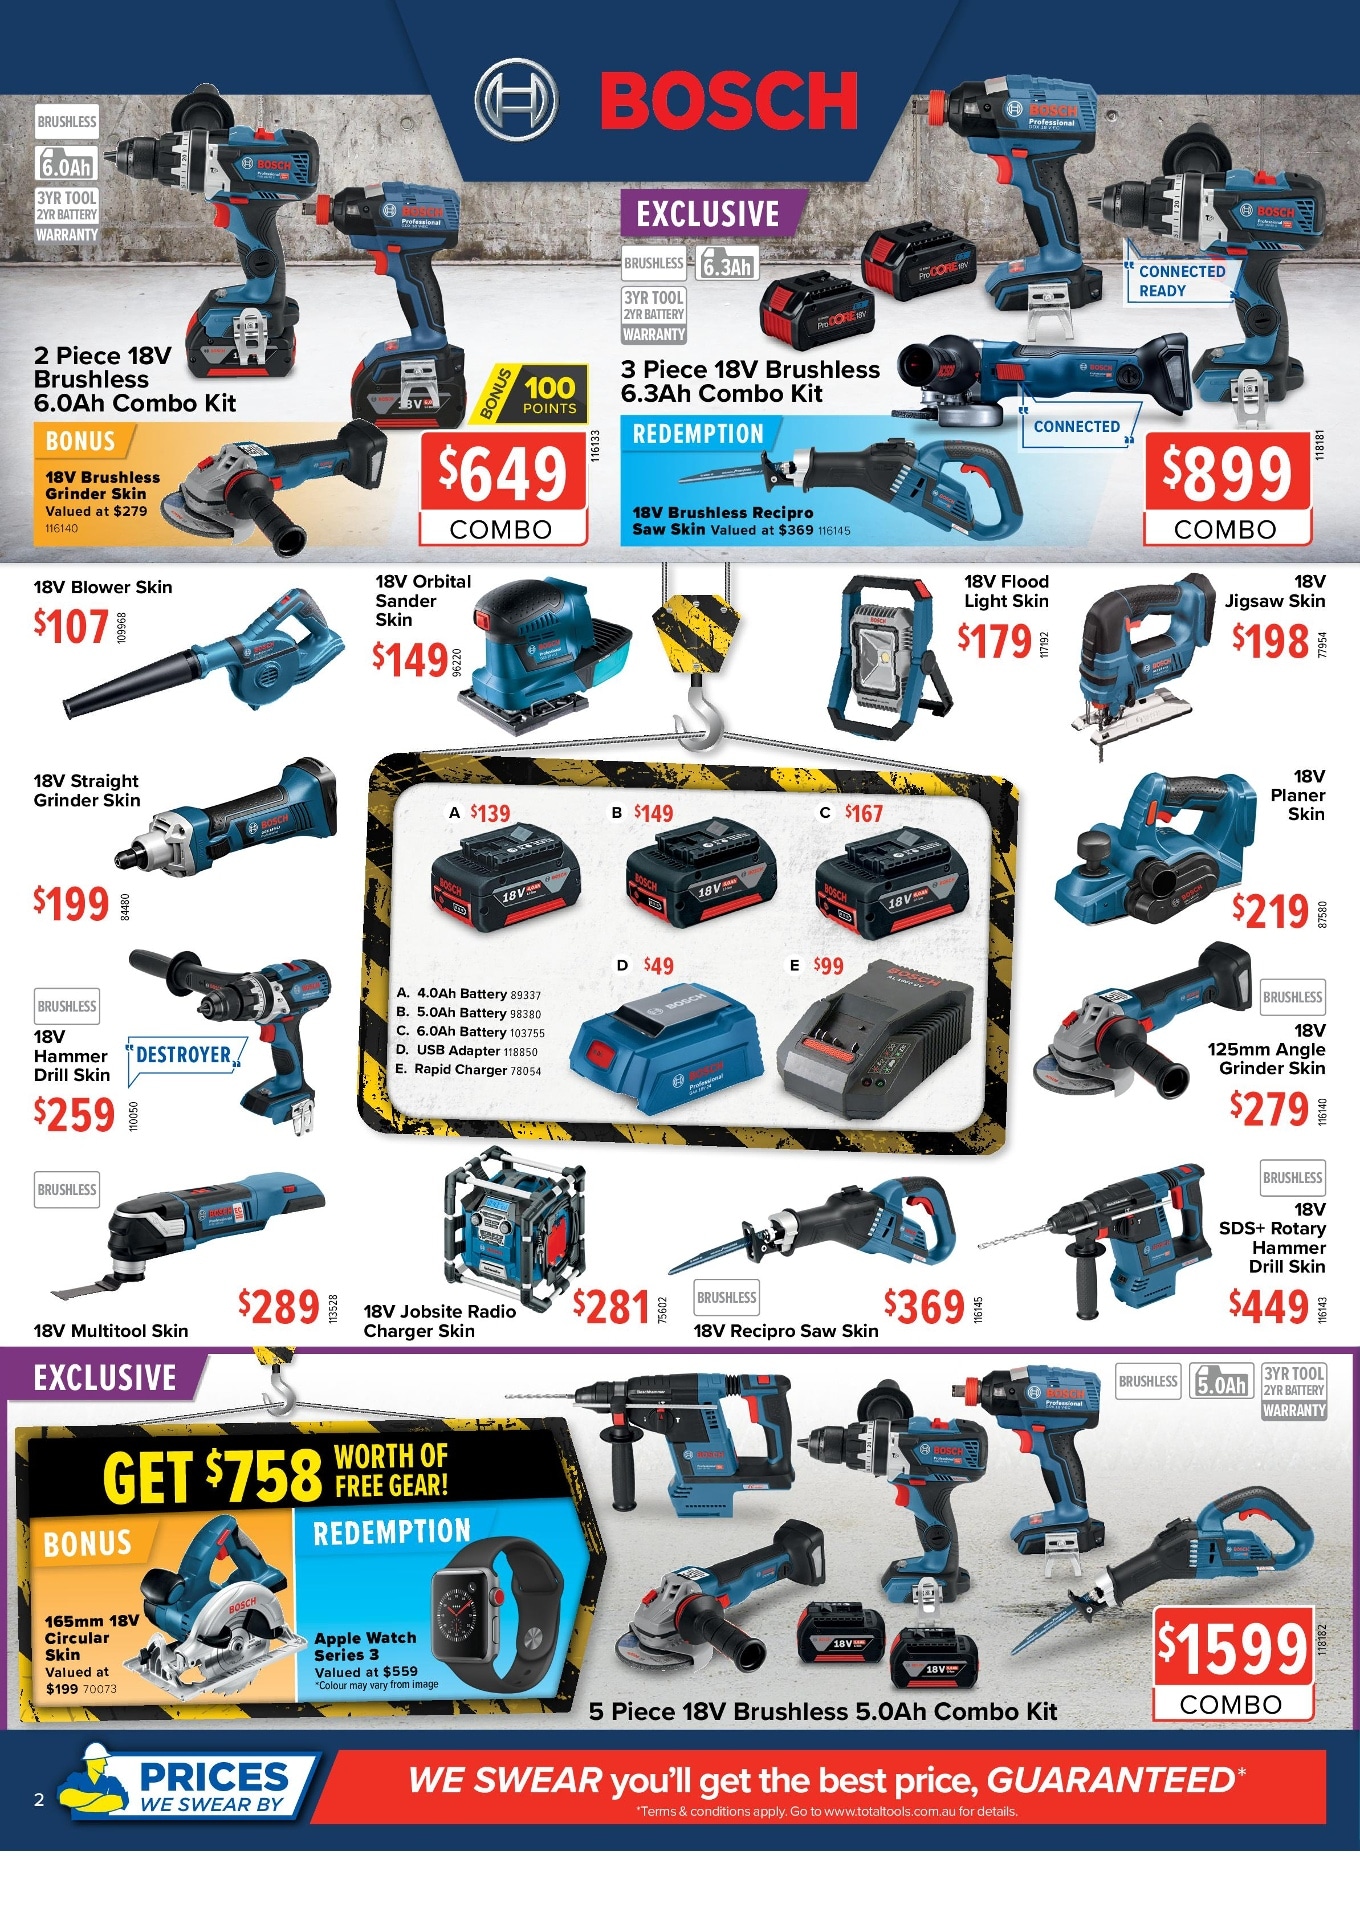 BOSCH
BRUSHLESS
6.0Ah
3YR TOOL
2YR BATTERY
WARRANTY
2 Piece 18V
Brushless
6.0Ah Combo Kit
BONUS
100
POINTS
BONUS
18V Brushless
Grinder Skin
Valued at $279
116140
$649
COMBO
116133
EXCLUSIVE
BRUSHLESS
6.3Ah
3YR TOOL
2YR BATTERY
WARRANTY
CONNECTED
READY
3 Piece 18V Brushless
6.3Ah Combo Kit
CONNECTED
REDEMPTION
18V Brushless Recipro
Saw Skin Valued at $369 116145
$899
COMBO
118181
18V Blower Skin
$107
109968
18V Orbital
Sander
Skin
$149
96220
18V Flood
Light Skin
$179
117192
18V
Jigsaw Skin
$198
77954
18V Straight
Grinder Skin
$199
84480
A $139
B $149
C $167
D $49
E $99
A. 4.0Ah Battery 89337
B. 5.0Ah Battery 98380
C. 6.0Ah Battery 103755
D. USB Adapter 118850
E. Rapid Charger 78054
18V
Planer
Skin
$219
87580
BRUSHLESS
18V
Hammer
Drill Skin
DESTROYER
$259
110050
BRUSHLESS
18V
125mm Angle
Grinder Skin
$279
116140
BRUSHLESS
$289
113528
18V Multitool Skin
18V Jobsite Radio
Charger Skin
$281
75602
BRUSHLESS
18V Recipro Saw Skin
$369
116145
BRUSHLESS
18V
SDS+ Rotary
Hammer
Drill Skin
$449
116143
EXCLUSIVE
GET $758 WORTH OF
FREE GEAR!
BONUS
165mm 18V
Circular
Skin
Valued at
$199 70073
REDEMPTION
Apple Watch
Series 3
Valued at $559
*Colour may vary from image
BRUSHLESS
5.0Ah
3YR TOOL
2YR BATTERY
WARRANTY
5 Piece 18V Brushless 5.0Ah Combo Kit
$1599
COMBO
118182
2
PRICES
WE SWEAR BY
WE SWEAR you'll get the best price, GUARANTEED*
*Terms & conditions apply. Go to www.totaltools.com.au for details.